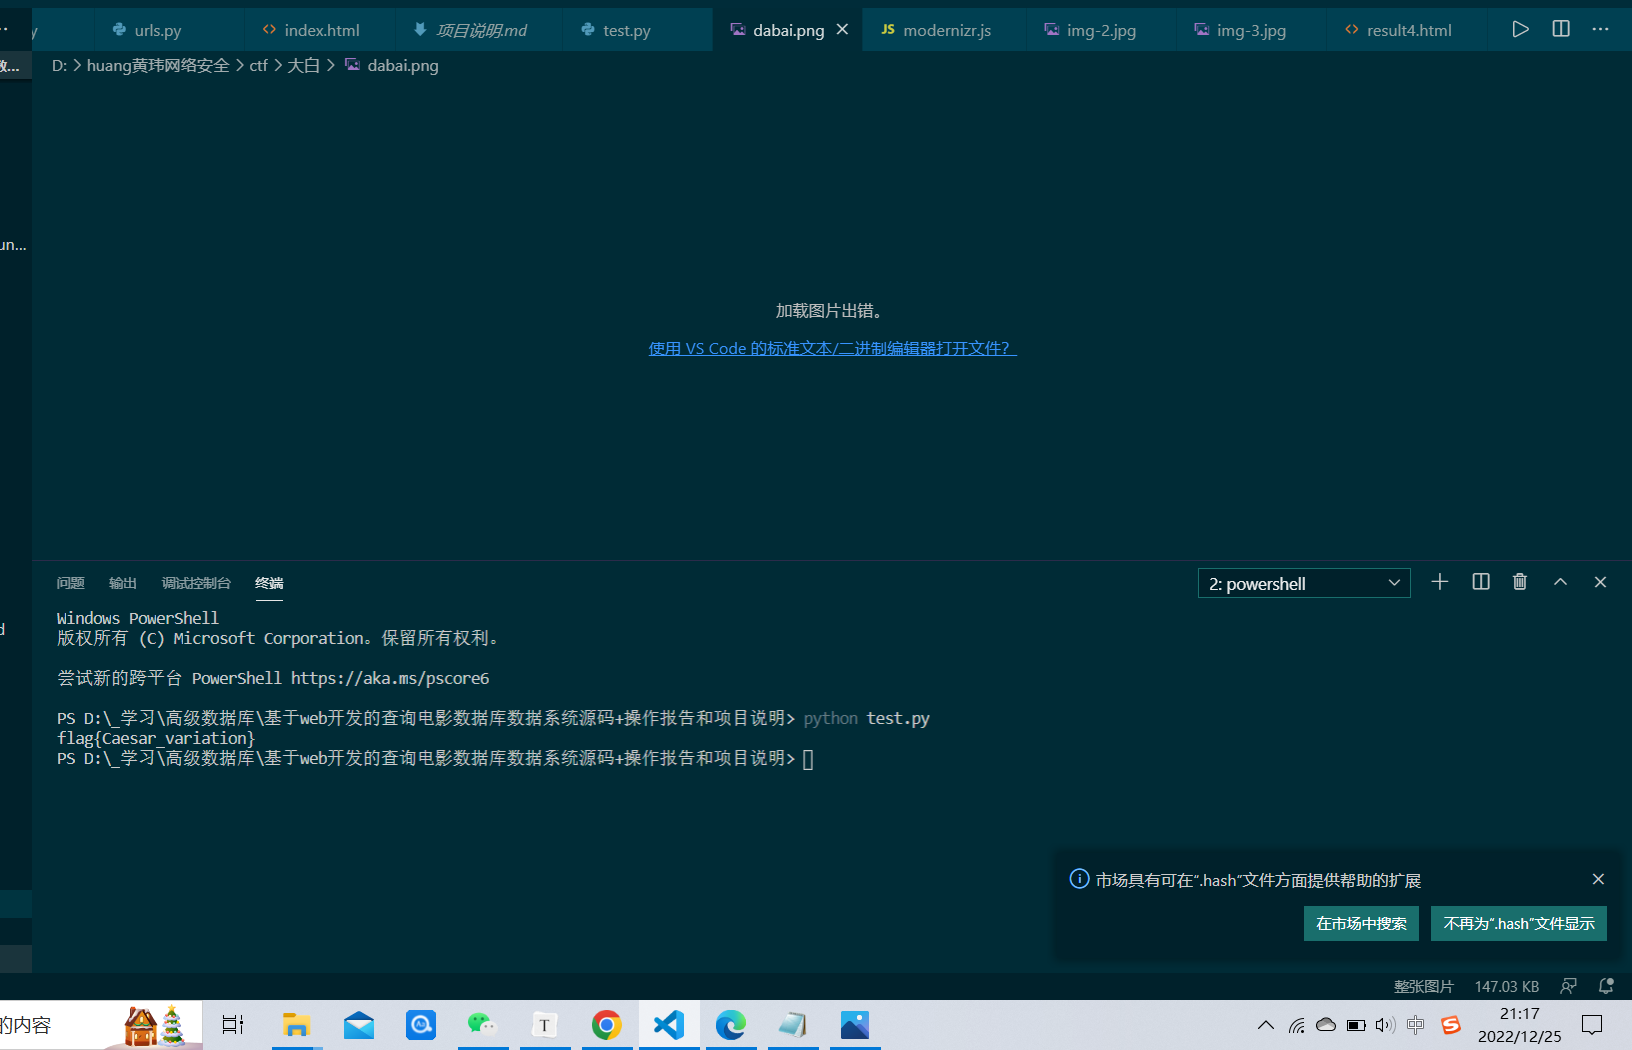 y urls.py index.html 项目说明.md test.py dabai.png modernizr.js img-2.jpg img-3.jpg result4.html
D: huang黄玮网络安全 ctf 大白 dabai.png
un...
加载图片出错。
使用 VS Code 的标准文本/二进制编辑器打开文件?
问题 输出 调试控制台 终端 2: powershell
Windows PowerShell
版权所有 (C) Microsoft Corporation。保留所有权利。
尝试新的跨平台 PowerShell https://aka.ms/pscore6
PS D:\_学习\高级数据库\基于web开发的查询电影数据库数据系统源码+操作报告和项目说明> python test.py
flag{Caesar_variation}
PS D:\_学习\高级数据库\基于web开发的查询电影数据库数据系统源码+操作报告和项目说明>
市场具有可在“.hash”文件方面提供帮助的扩展
在市场中搜索 不再为“.hash”文件显示
整张图片 147.03 KB
的内容 T 中 21:17
2022/12/25